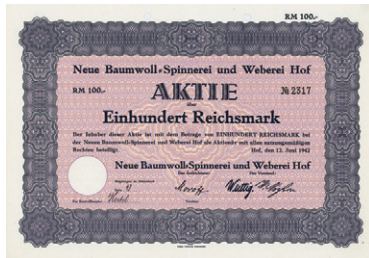 RM 100.-
Neue Baumwoll-Spinnerei und Weberei Hof
RM 100.- AKTIE № 2317
über
Einhundert Reichsmark
Der Inhaber dieser Aktie ist mit dem Betrage von EINHUNDERT REICHSMARK bei
der Neuen Baumwoll-Spinnerei und Weberei Hof als Aktionär mit allen satzungsmäßigen
Rechten beteiligt. Hof, den 12. Juni 1942
Neue Baumwoll-Spinnerei und Weberei Hof
Der Aufsichtsrat: Der Vorstand: